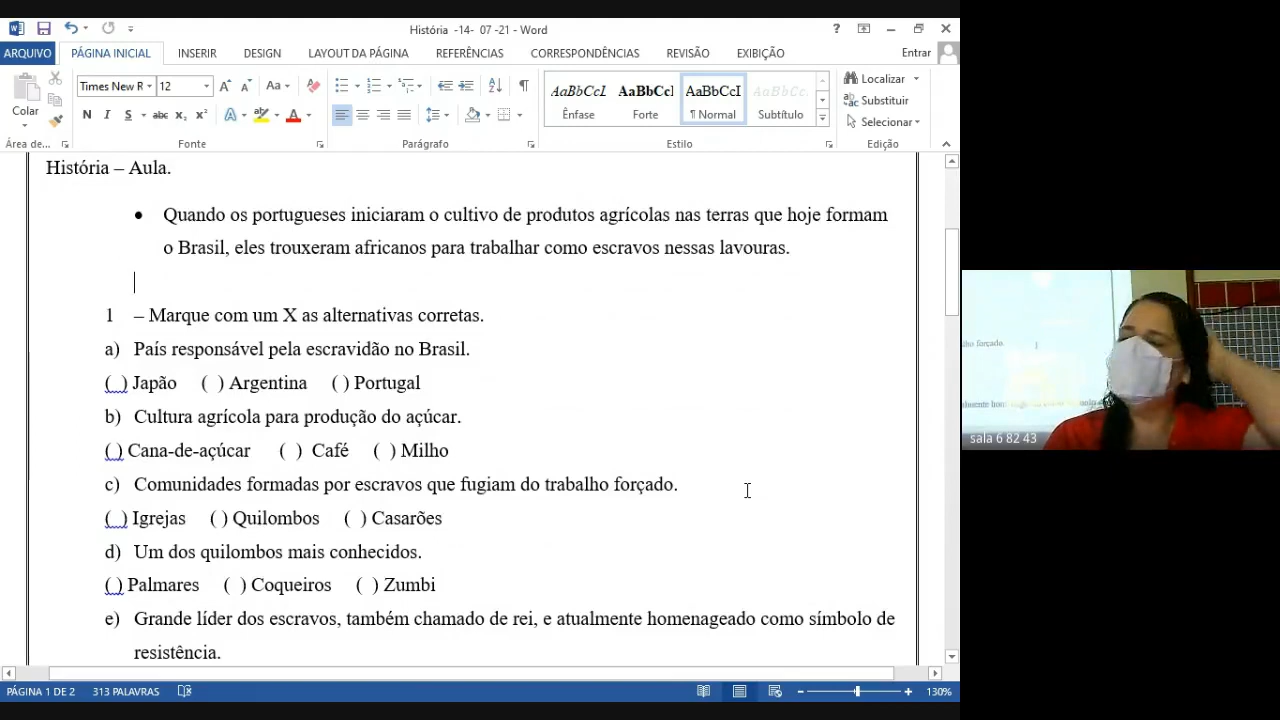 História -14- 07 -21 - Word
ARQUIVO PÁGINA INICIAL INSERIR DESIGN LAYOUT DA PÁGINA REFERÊNCIAS CORRESPONDÊNCIAS REVISÃO EXIBIÇÃO Entrar
Colar
Times New R 12
N I S abc x₂ x²
AaBbCcI AaBbCcl AaBbCcI AaBbCc.
Ênfase Forte ¶ Normal Subtítulo
Localizar
Substituir
Selecionar
Área de... Fonte Parágrafo Estilo Edição
História – Aula.
• Quando os portugueses iniciaram o cultivo de produtos agrícolas nas terras que hoje formam
o Brasil, eles trouxeram africanos para trabalhar como escravos nessas lavouras.
1 – Marque com um X as alternativas corretas.
a) País responsável pela escravidão no Brasil.
( ) Japão ( ) Argentina ( ) Portugal
b) Cultura agrícola para produção do açúcar.
( ) Cana-de-açúcar ( ) Café ( ) Milho
c) Comunidades formadas por escravos que fugiam do trabalho forçado.
( ) Igrejas ( ) Quilombos ( ) Casarões
d) Um dos quilombos mais conhecidos.
( ) Palmares ( ) Coqueiros ( ) Zumbi
e) Grande líder dos escravos, também chamado de rei, e atualmente homenageado como símbolo de
resistência.
PÁGINA 1 DE 2 313 PALAVRAS 130%
forçado.
sala 6 82 43